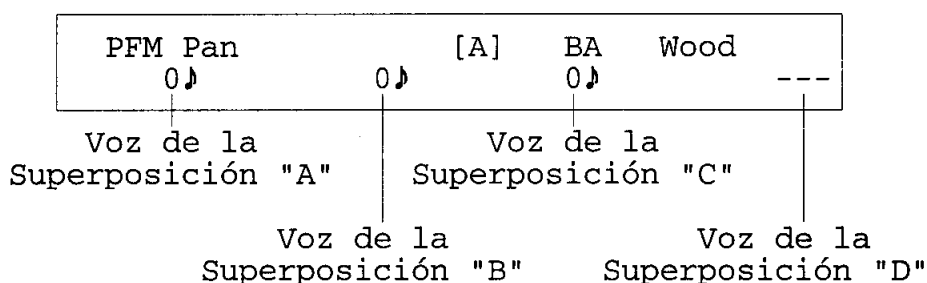 PFM Pan [A] BA Wood
0♪ 0♪ 0♪ ---
Voz de la Voz de la
Superposición "A" Superposición "C"
Voz de la Voz de la
Superposición "B" Superposición "D"